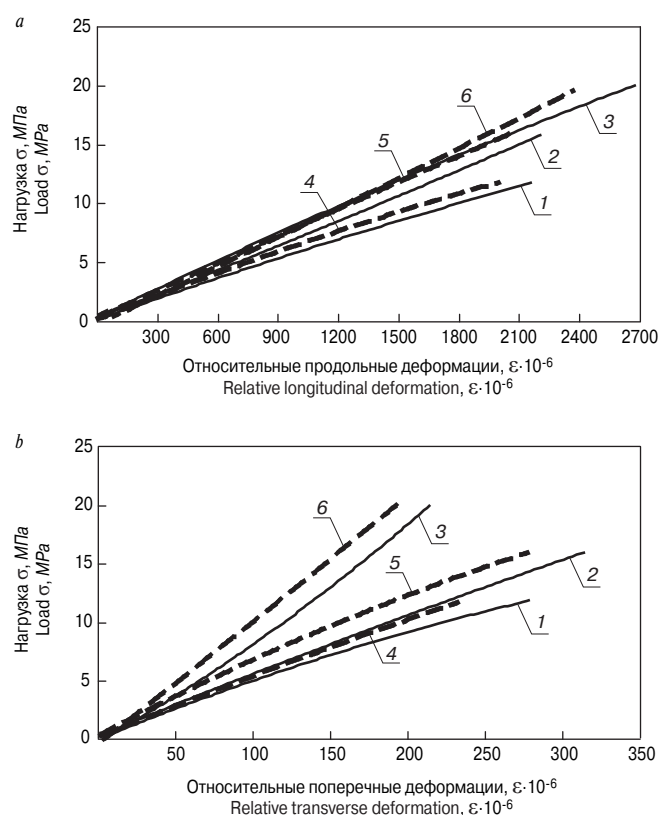 a
25
20
15
10
5
0
Нагрузка σ, МПа
Load σ, MPa
6
5
3
2
4
1
300 600 900 1200 1500 1800 2100 2400 2700
Относительные продольные деформации, ε·10⁻⁶
Relative longitudinal deformation, ε·10⁻⁶
b
25
20
15
10
5
0
Нагрузка σ, МПа
Load σ, MPa
6
3
5
2
1
4
50 100 150 200 250 300 350
Относительные поперечные деформации, ε·10⁻⁶
Relative transverse deformation, ε·10⁻⁶